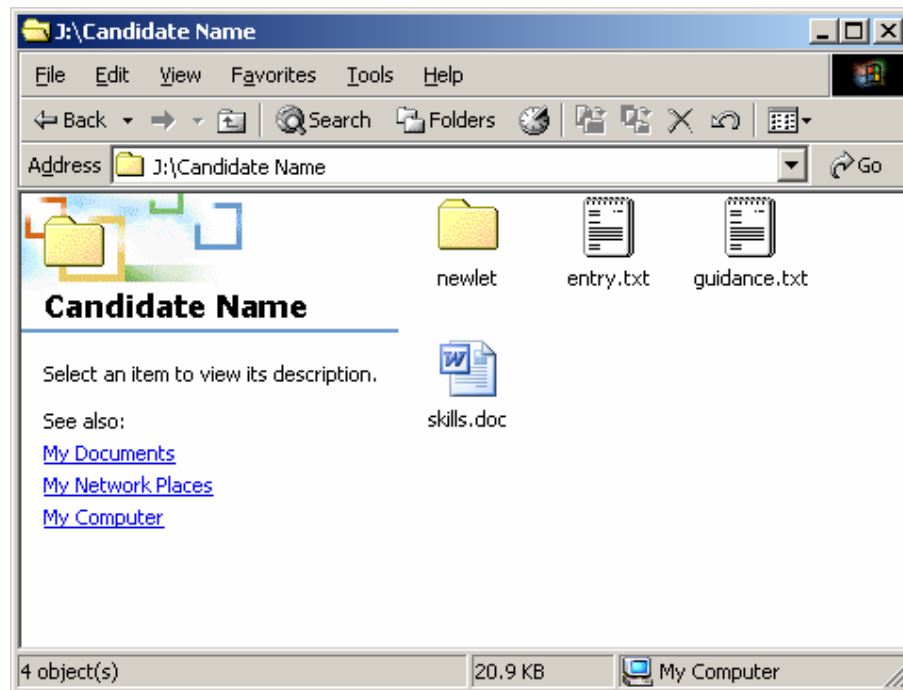 J:\Candidate Name
File Edit View Favorites Tools Help
Back Search Folders
Address J:\Candidate Name Go
newlet entry.txt guidance.txt
Candidate Name
Select an item to view its description.
skills.doc
See also:
My Documents
My Network Places
My Computer
4 object(s) 20.9 KB My Computer